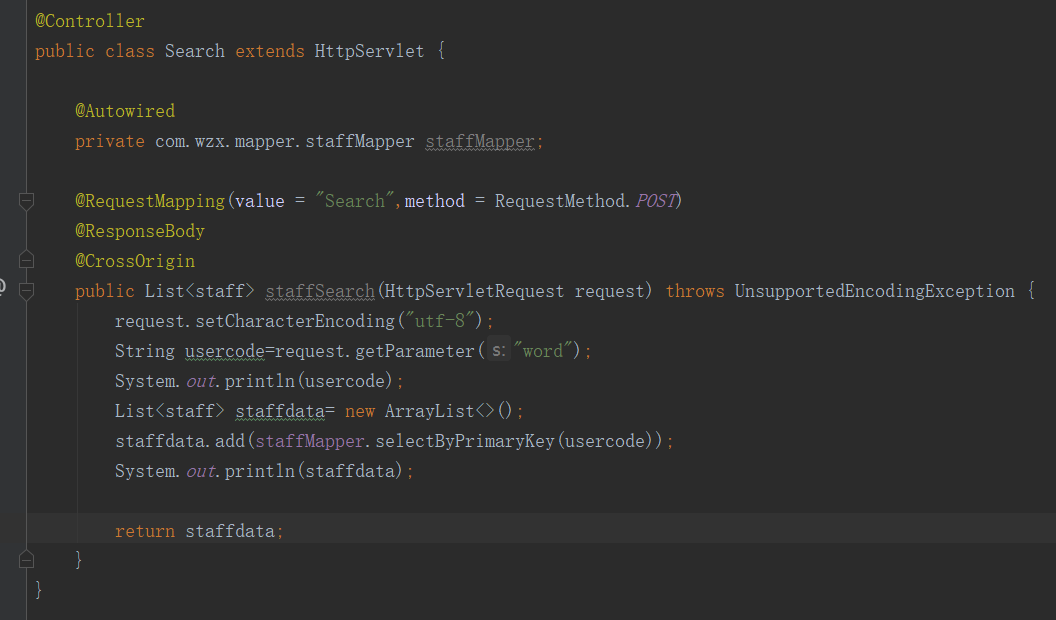 @Controller
public class Search extends HttpServlet {
@Autowired
private com.wzx.mapper.staffMapper staffMapper;
@RequestMapping(value = "Search",method = RequestMethod.POST)
@ResponseBody
@CrossOrigin
public List<staff> staffSearch(HttpServletRequest request) throws UnsupportedEncodingException {
request.setCharacterEncoding("utf-8");
String usercode=request.getParameter( s: "word");
System.out.println(usercode);
List<staff> staffdata= new ArrayList<>();
staffdata.add(staffMapper.selectByPrimaryKey(usercode));
System.out.println(staffdata);
return staffdata;
}
}